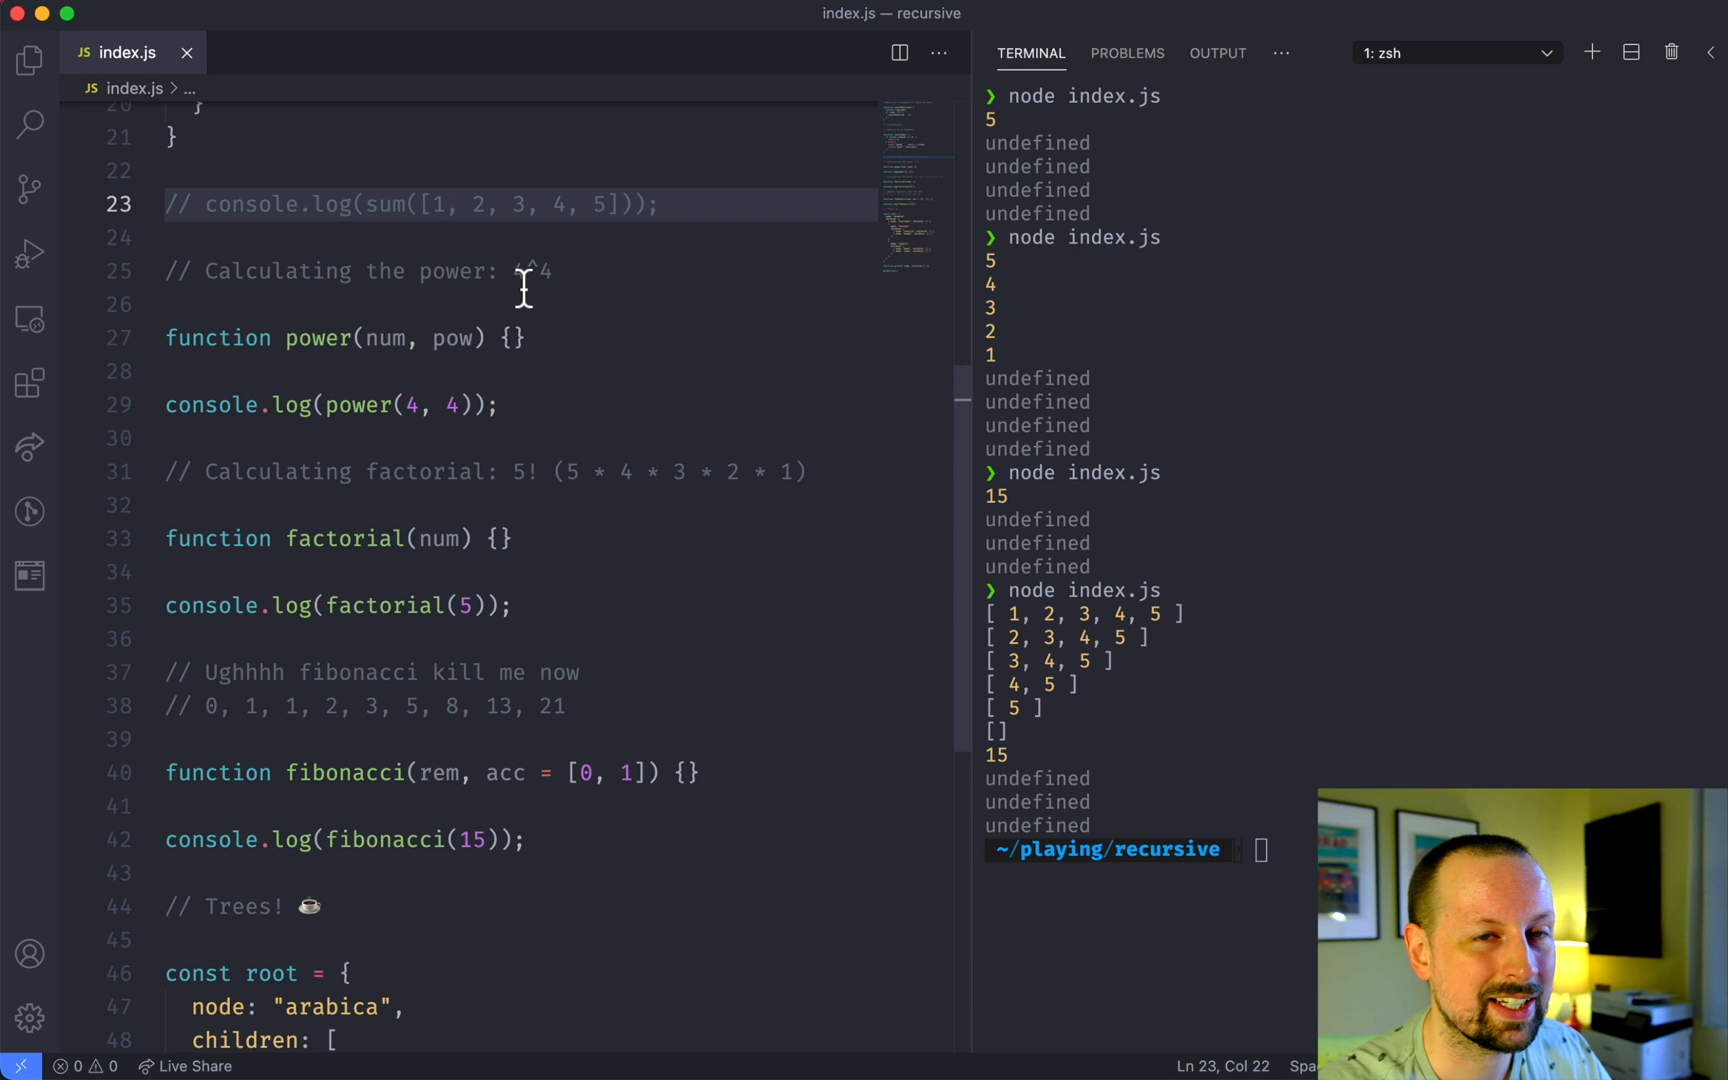 index.js — recursive
JS index.js
TERMINAL PROBLEMS OUTPUT ··· 1: zsh
JS index.js > ...
20 }
21 }
22
23 // console.log(sum([1, 2, 3, 4, 5]));
24
25 // Calculating the power: 4^4
26
27 function power(num, pow) {}
28
29 console.log(power(4, 4));
30
31 // Calculating factorial: 5! (5 * 4 * 3 * 2 * 1)
32
33 function factorial(num) {}
34
35 console.log(factorial(5));
36
37 // Ughhhh fibonacci kill me now
38 // 0, 1, 1, 2, 3, 5, 8, 13, 21
39
40 function fibonacci(rem, acc = [0, 1]) {}
41
42 console.log(fibonacci(15));
43
44 // Trees! ☕
45
46 const root = {
47 node: "arabica",
48 children: [
❯ node index.js
5
undefined
undefined
undefined
undefined
❯ node index.js
5
4
3
2
1
undefined
undefined
undefined
undefined
❯ node index.js
15
undefined
undefined
undefined
❯ node index.js
[ 1, 2, 3, 4, 5 ]
[ 2, 3, 4, 5 ]
[ 3, 4, 5 ]
[ 4, 5 ]
[ 5 ]
[]
15
undefined
undefined
undefined
~/playing/recursive
0 0 Live Share
Ln 23, Col 22 Spa